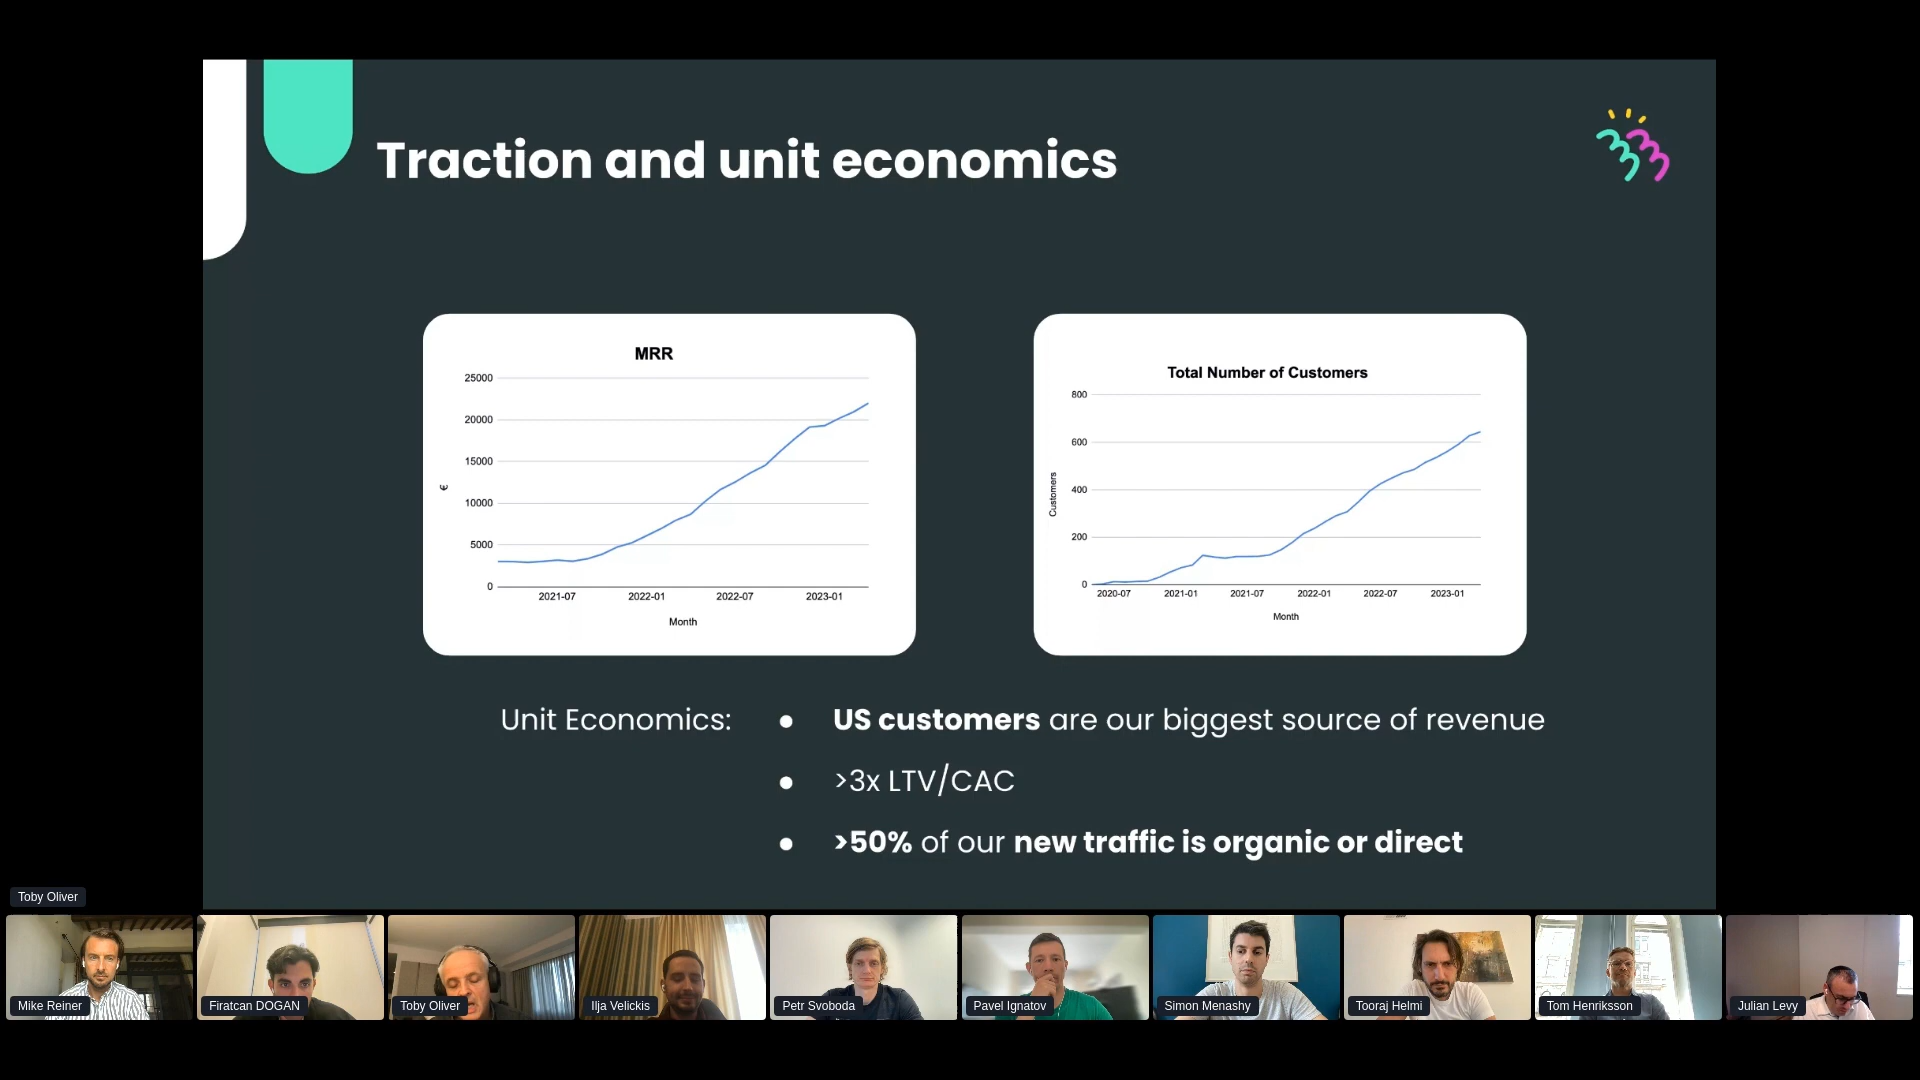 Traction and unit economics
MRR
25000
20000
15000
10000
5000
0
€
2021-07 2022-01 2022-07 2023-01
Month
Total Number of Customers
800
600
400
200
0
Customers
2020-07 2021-01 2021-07 2022-01 2022-07 2023-01
Month
Unit Economics:
● US customers are our biggest source of revenue
● >3x LTV/CAC
● >50% of our new traffic is organic or direct
Toby Oliver
Mike Reiner
Firatcan DOGAN
Toby Oliver
Ilja Velickis
Petr Svoboda
Pavel Ignatov
Simon Menashy
Tooraj Helmi
Tom Henriksson
Julian Levy